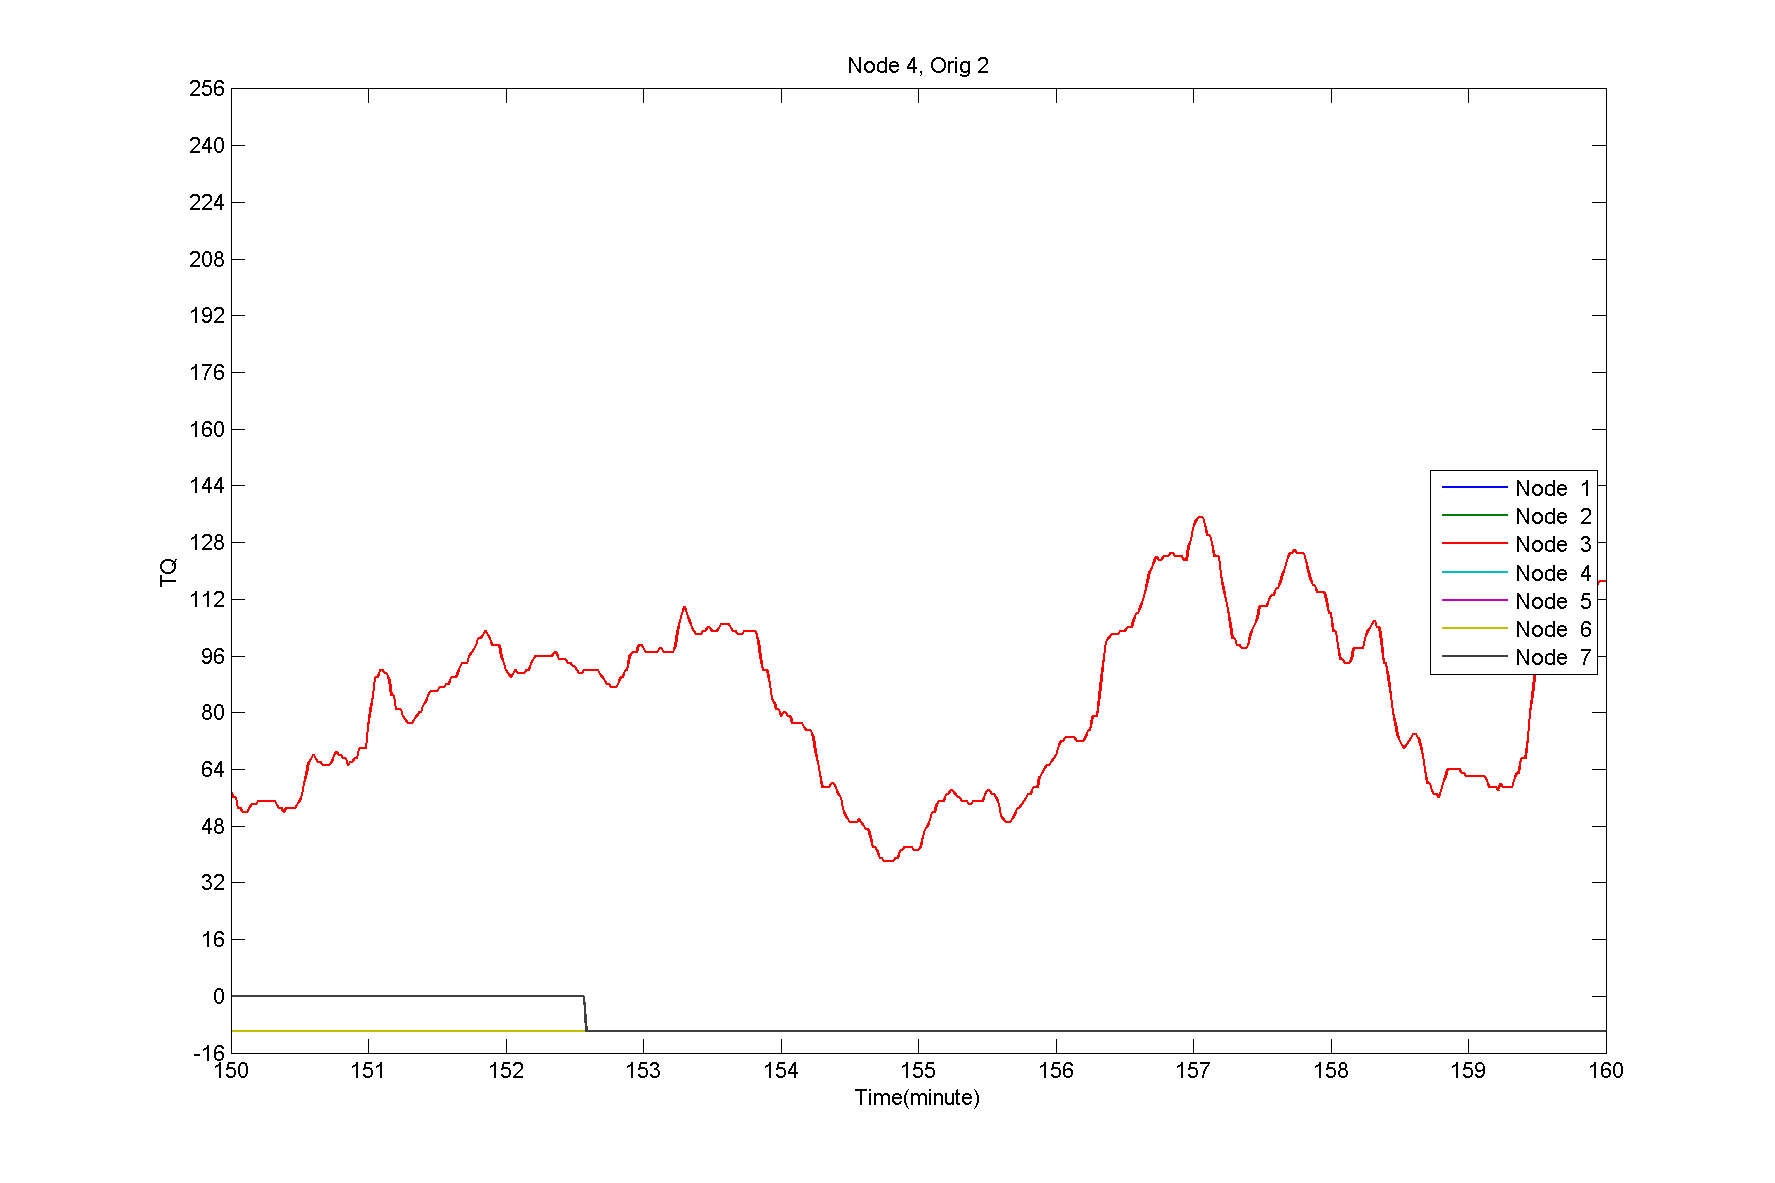 Node 4, Orig 2
256
240
224
208
192
176
160
144
128
112
96
80
64
48
32
16
0
-16
TQ
Node 1
Node 2
Node 3
Node 4
Node 5
Node 6
Node 7
150 151 152 153 154 155 156 157 158 159 160
Time(minute)